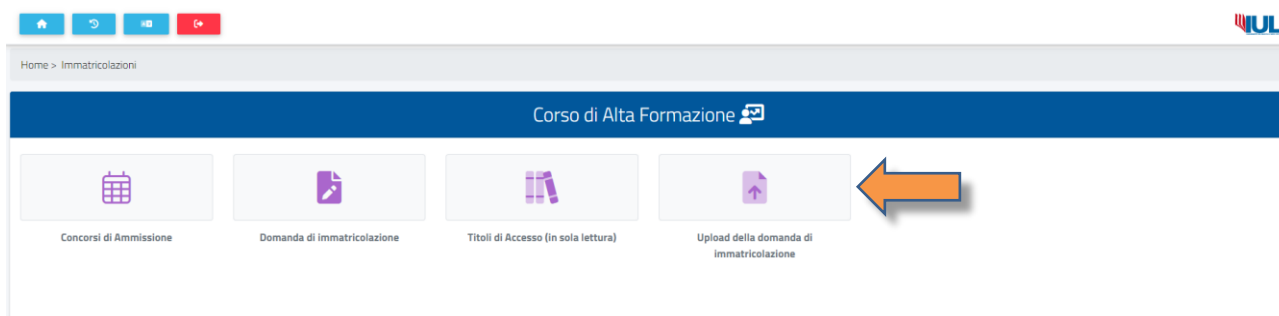 IUL
Home > Immatricolazioni
Corso di Alta Formazione
Concorsi di Ammissione
Domanda di immatricolazione
Titoli di Accesso (in sola lettura)
Upload della domanda di
immatricolazione